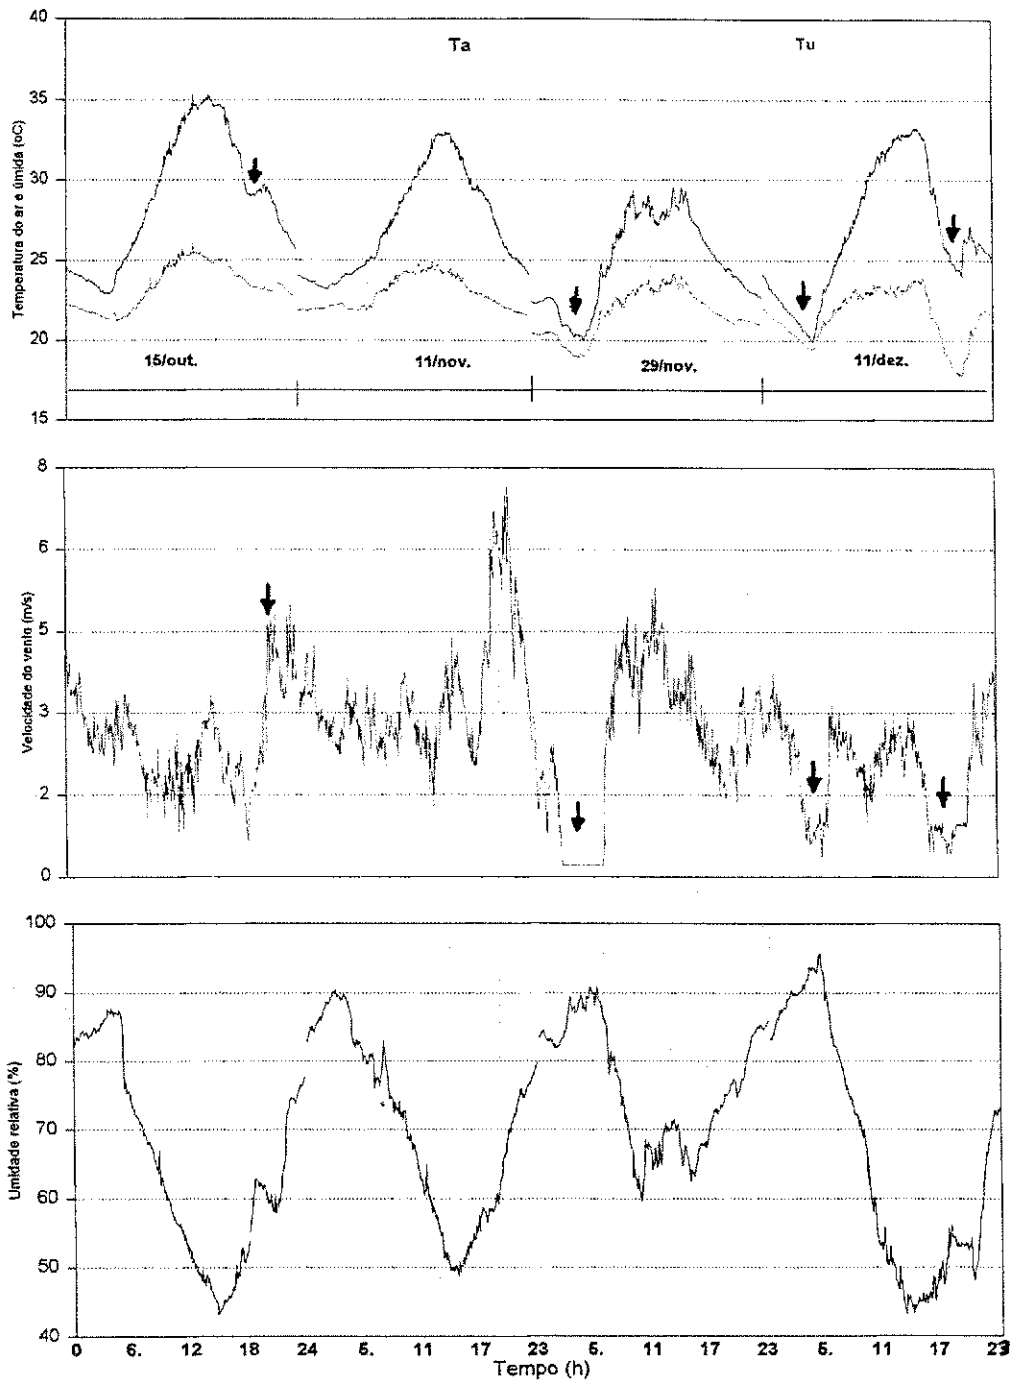 40
35
30
25
20
15
Temperatura do ar e úmida (oC)
Ta Tu
15/out. 11/nov. 29/nov. 11/dez.
8
6
5
3
2
0
Velocidade do vento (m/s)
100
90
80
70
60
50
40
Umidade relativa (%)
0 6. 12 18 24 5. 11 17 23 5. 11 17 23 5. 11 17 23
Tempo (h)